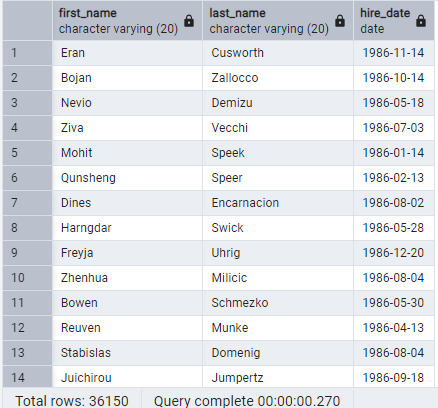 first_name last_name hire_date
character varying (20) character varying (20) date
1 Eran Cusworth 1986-11-14
2 Bojan Zallocco 1986-10-14
3 Nevio Demizu 1986-05-18
4 Ziva Vecchi 1986-07-03
5 Mohit Speek 1986-01-14
6 Qunsheng Speer 1986-02-13
7 Dines Encarnacion 1986-08-02
8 Harngdar Swick 1986-05-28
9 Freyja Uhrig 1986-12-20
10 Zhenhua Milicic 1986-08-04
11 Bowen Schmezko 1986-05-30
12 Reuven Munke 1986-04-13
13 Stabislas Domenig 1986-08-04
14 Juichirou Jumpertz 1986-09-18
Total rows: 36150 Query complete 00:00:00.270